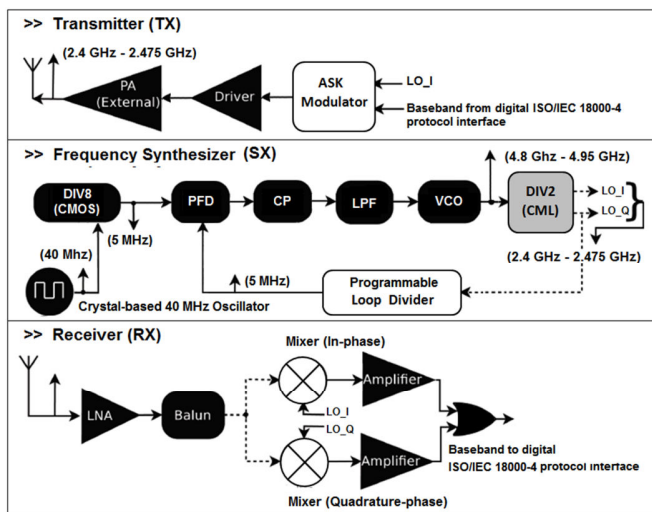 >> Transmitter (TX)
(2.4 GHz - 2.475 GHz)
PA
(External)
Driver
ASK
Modulator
LO_I
Baseband from digital ISO/IEC 18000-4
protocol interface
>> Frequency Synthesizer (SX)
(4.8 Ghz - 4.95 GHz)
DIV8
(CMOS)
PFD
CP
LPF
VCO
DIV2
(CML)
LO_I
LO_Q
(5 MHz)
(40 Mhz)
(2.4 GHz - 2.475 GHz)
(5 MHz)
Programmable
Loop Divider
Crystal-based 40 MHz Oscillator
>> Receiver (RX)
Mixer (In-phase)
Amplifier
LNA
Balun
LO_I
LO_Q
Amplifier
Baseband to digital
ISO/IEC 18000-4 protocol interface
Mixer (Quadrature-phase)